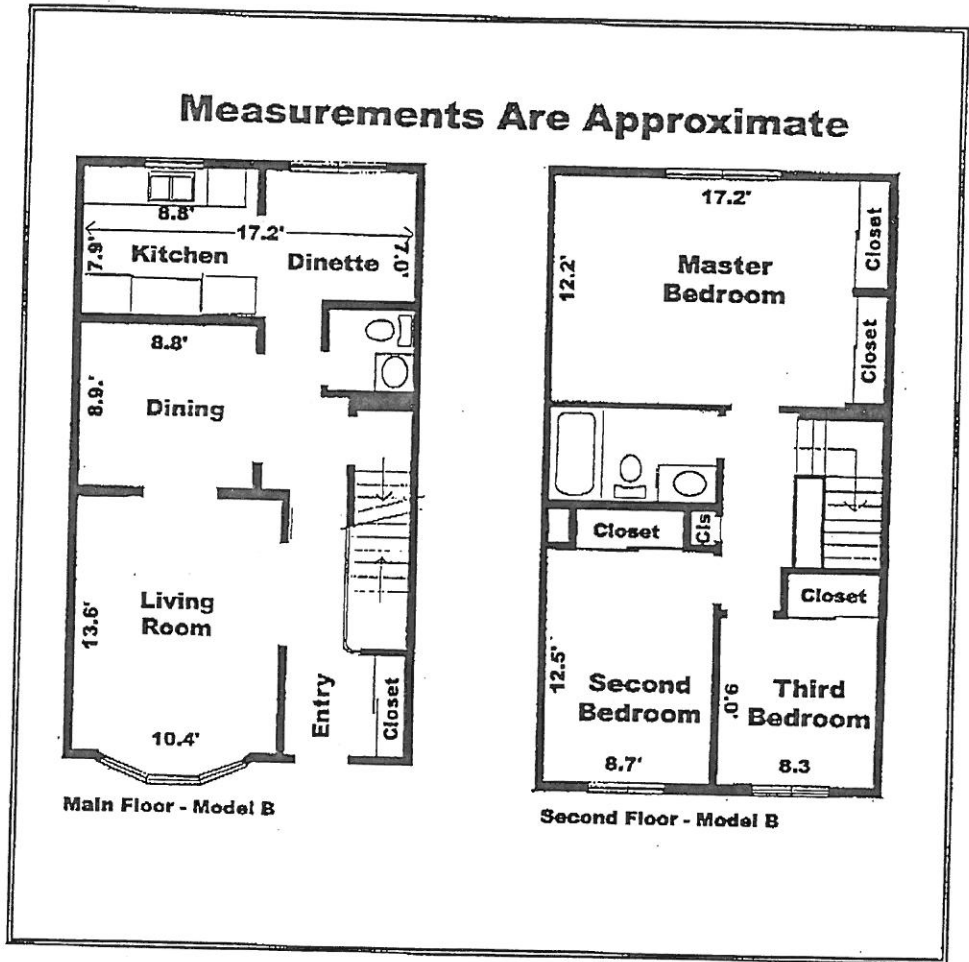 Measurements Are Approximate
8.8'
17.2'
Kitchen
7.9'
Dinette
7.0'
8.8'
8.9.'
Dining
Living
Room
13.6'
10.4'
Entry
Closet
Main Floor - Model B
17.2'
12.2'
Master
Bedroom
Closet
Closet
Closet
Cls
Closet
12.5'
Second
Bedroom
8.7'
9.0'
Third
Bedroom
8.3
Second Floor - Model B